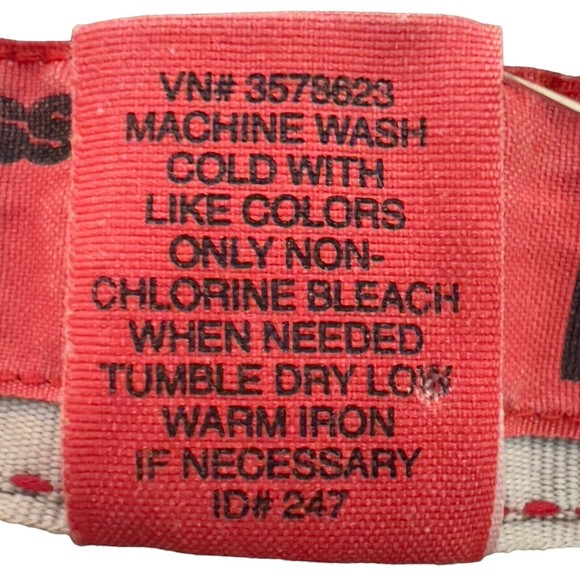 SS
VN# 3578623
MACHINE WASH
COLD WITH
LIKE COLORS
ONLY NON-
CHLORINE BLEACH
WHEN NEEDED
TUMBLE DRY LOW
WARM IRON
IF NECESSARY
ID# 247